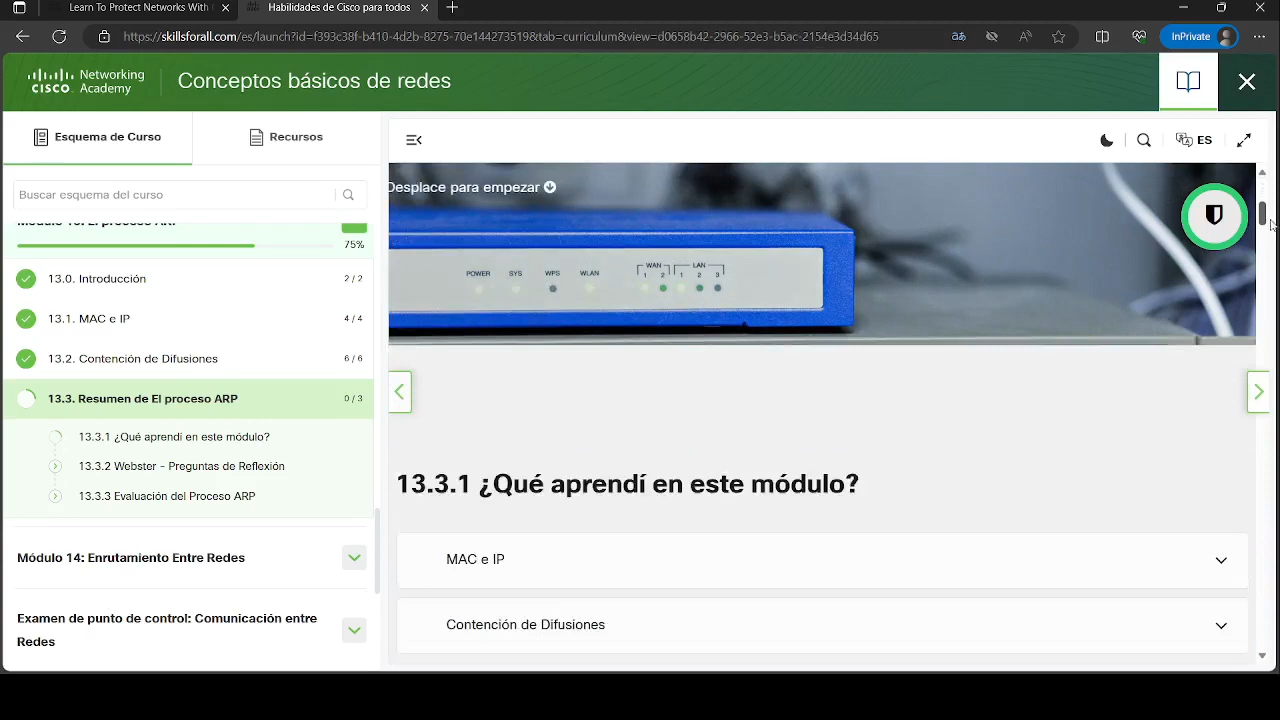 Learn To Protect Networks With
Habilidades de Cisco para todos
https://skillsforall.com/es/launch?id=f393c38f-b410-4d2b-8275-70e144273519&tab=curriculum&view=d0658b42-2966-52e3-b5ac-2154e3d34d65
InPrivate
CISCO Networking Academy
Conceptos básicos de redes
Esquema de Curso
Recursos
ES
Buscar esquema del curso
75%
13.0. Introducción 2 / 2
13.1. MAC e IP 4 / 4
13.2. Contención de Difusiones 6 / 6
13.3. Resumen de El proceso ARP 0 / 3
13.3.1 ¿Qué aprendí en este módulo?
13.3.2 Webster - Preguntas de Reflexión
13.3.3 Evaluación del Proceso ARP
Módulo 14: Enrutamiento Entre Redes
Examen de punto de control: Comunicación entre
Redes
Desplace para empezar
POWER SYS WPS WLAN
WAN LAN
1 2 1 2 3
13.3.1 ¿Qué aprendí en este módulo?
MAC e IP
Contención de Difusiones